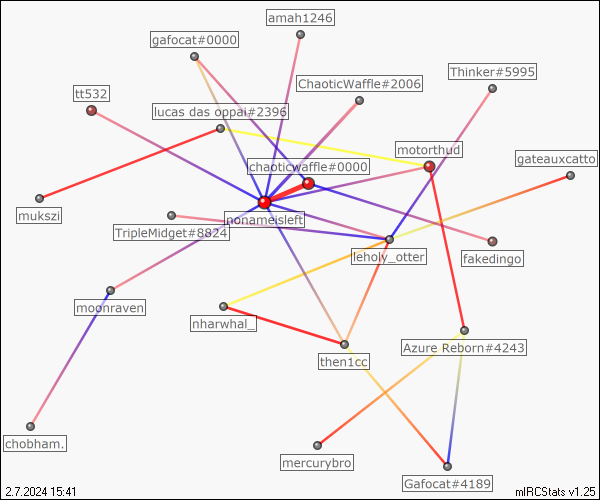 amah1246
gafocat#0000
Thinker#5995
ChaoticWaffle#2006
tt532
lucas das oppai#2396
motorthud
gateauxcatto
chaoticwaffle#0000
mukszi
nonameisleft
TripleMidget#8824
leholy_otter
fakedingo
moonraven
nharwhal_
Azure Reborn#4243
then1cc
chobham.
mercurybro
Gafocat#4189
2.7.2024 15:41
mIRCStats v1.25